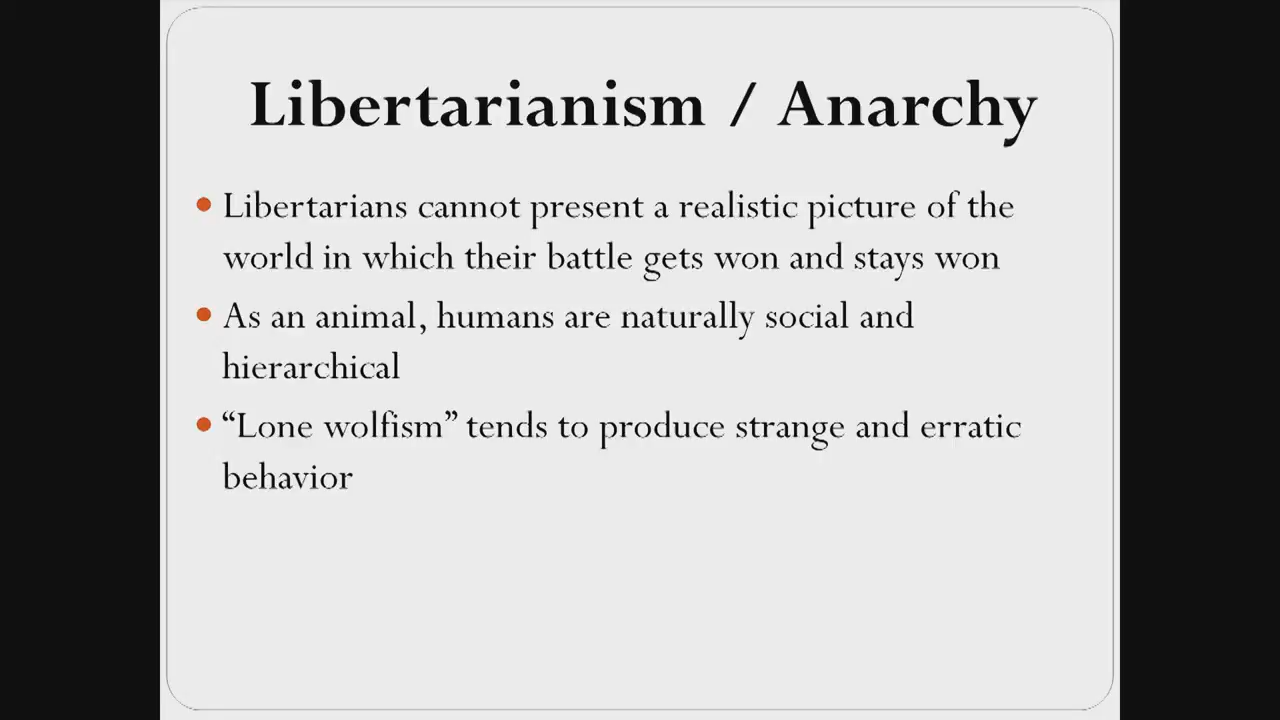 Libertarianism / Anarchy
• Libertarians cannot present a realistic picture of the
world in which their battle gets won and stays won
• As an animal, humans are naturally social and
hierarchical
• “Lone wolfism” tends to produce strange and erratic
behavior